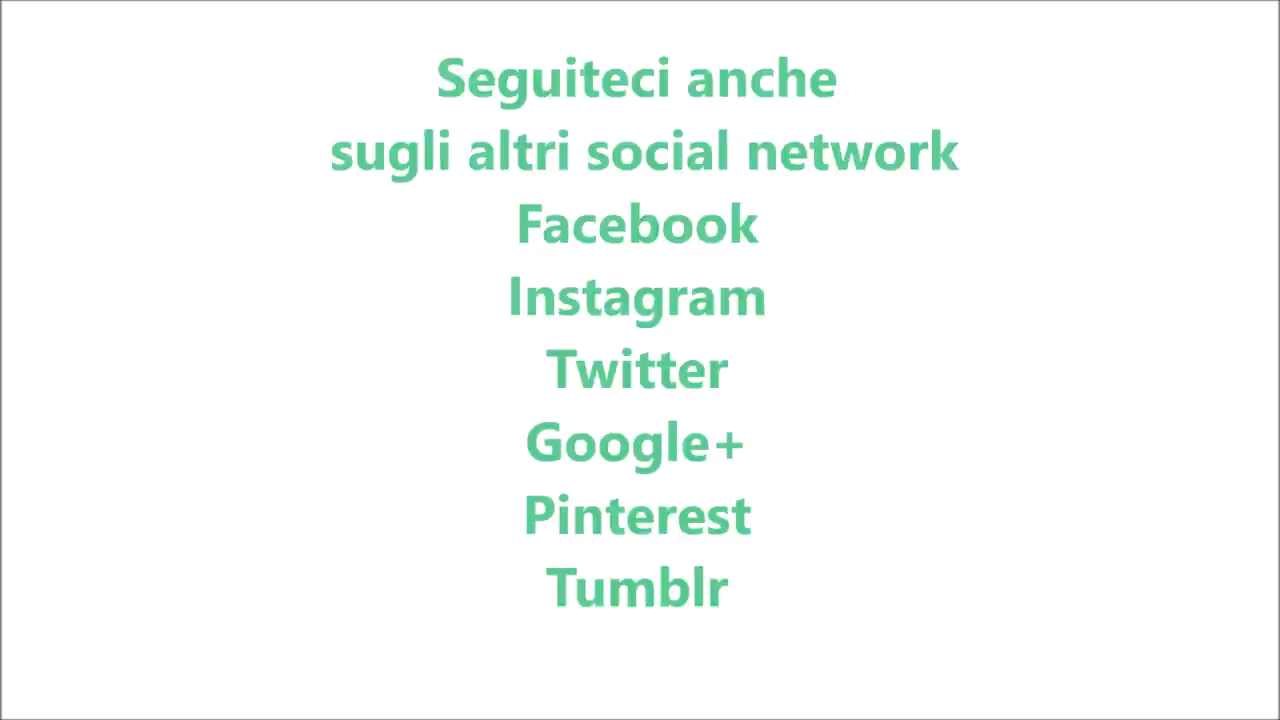 Seguiteci anche
sugli altri social network
Facebook
Instagram
Twitter
Google+
Pinterest
Tumblr